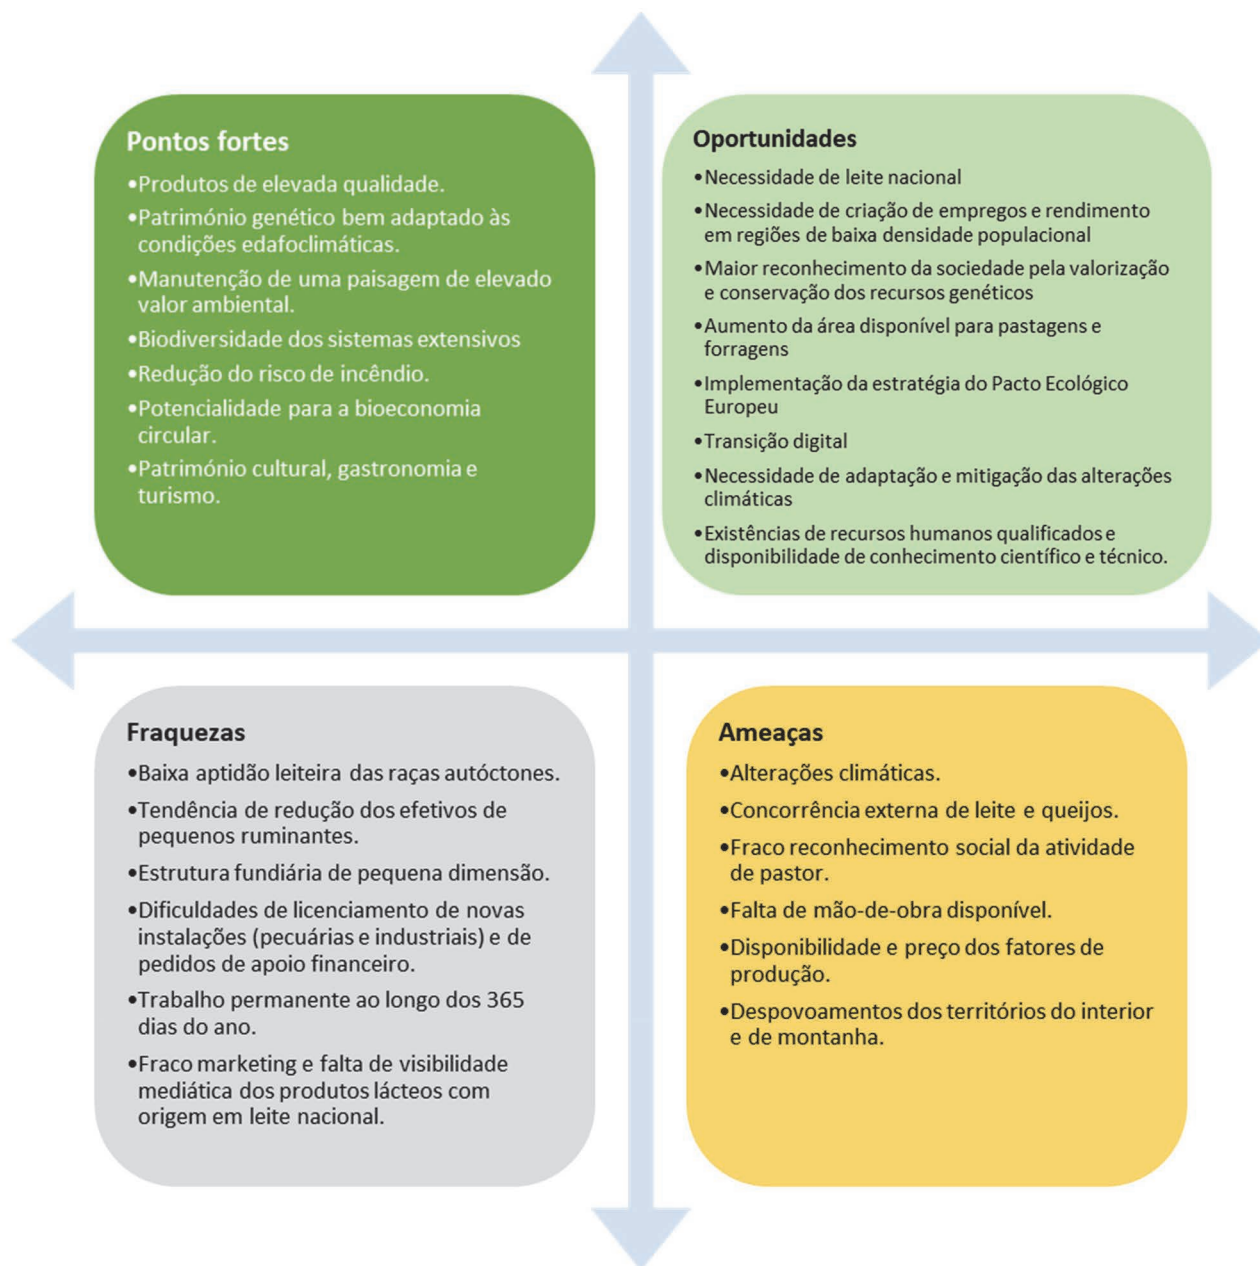 Pontos fortes
•Produtos de elevada qualidade.
•Património genético bem adaptado às
condições edafoclimáticas.
•Manutenção de uma paisagem de elevado
valor ambiental.
•Biodiversidade dos sistemas extensivos
•Redução do risco de incêndio.
•Potencialidade para a bioeconomia
circular.
•Património cultural, gastronomia e
turismo.
Oportunidades
•Necessidade de leite nacional
•Necessidade de criação de empregos e rendimento
em regiões de baixa densidade populacional
•Maior reconhecimento da sociedade pela valorização
e conservação dos recursos genéticos
•Aumento da área disponível para pastagens e
forragens
•Implementação da estratégia do Pacto Ecológico
Europeu
•Transição digital
•Necessidade de adaptação e mitigação das alterações
climáticas
•Existências de recursos humanos qualificados e
disponibilidade de conhecimento científico e técnico.
Fraquezas
•Baixa aptidão leiteira das raças autóctones.
•Tendência de redução dos efetivos de
pequenos ruminantes.
•Estrutura fundiária de pequena dimensão.
•Dificuldades de licenciamento de novas
instalações (pecuárias e industriais) e de
pedidos de apoio financeiro.
•Trabalho permanente ao longo dos 365
dias do ano.
•Fraco marketing e falta de visibilidade
mediática dos produtos lácteos com
origem em leite nacional.
Ameaças
•Alterações climáticas.
•Concorrência externa de leite e queijos.
•Fraco reconhecimento social da atividade
de pastor.
•Falta de mão-de-obra disponível.
•Disponibilidade e preço dos fatores de
produção.
•Despovoamentos dos territórios do interior
e de montanha.